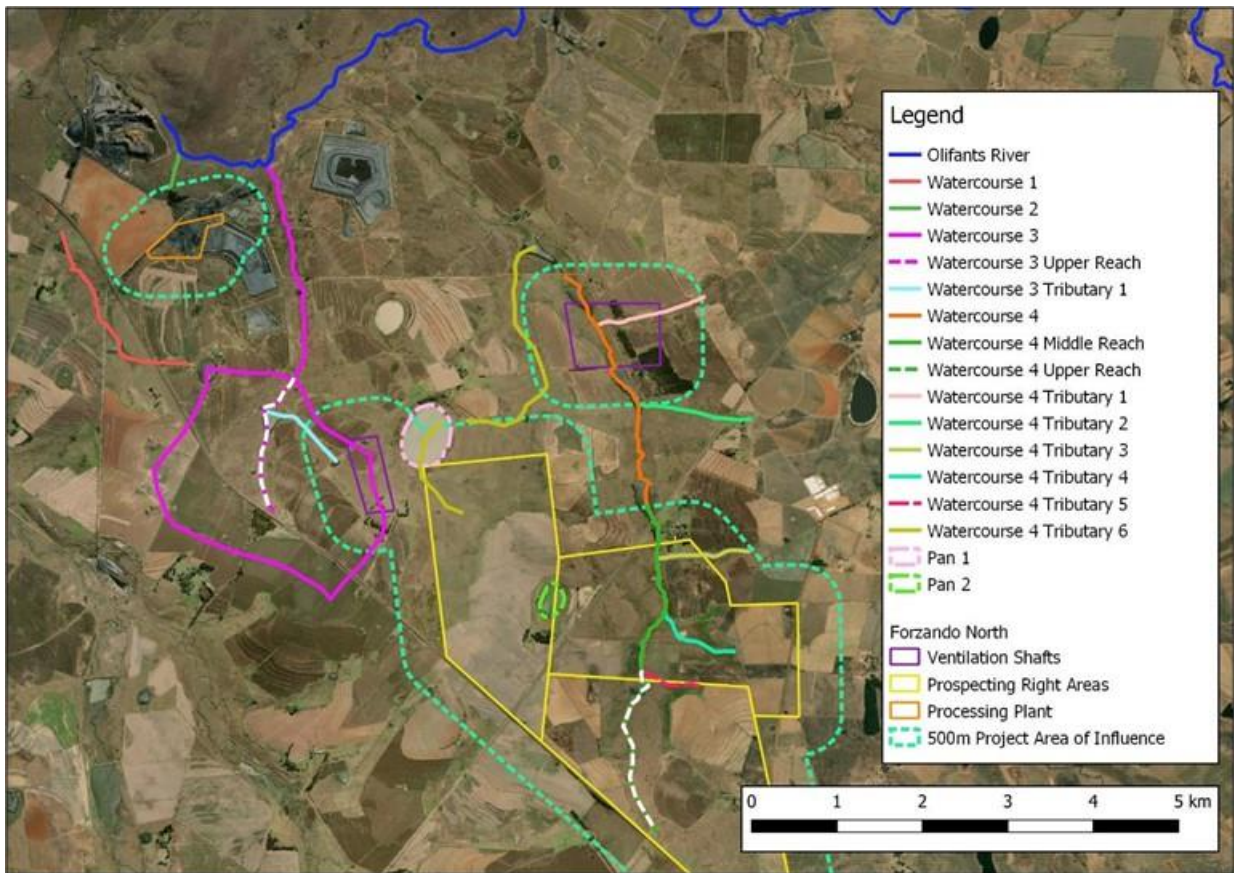 Legend
Olifants River
Watercourse 1
Watercourse 2
Watercourse 3
Watercourse 3 Upper Reach
Watercourse 3 Tributary 1
Watercourse 4
Watercourse 4 Middle Reach
Watercourse 4 Upper Reach
Watercourse 4 Tributary 1
Watercourse 4 Tributary 2
Watercourse 4 Tributary 3
Watercourse 4 Tributary 4
Watercourse 4 Tributary 5
Watercourse 4 Tributary 6
Pan 1
Pan 2
Forzando North
Ventilation Shafts
Prospecting Right Areas
Processing Plant
500m Project Area of Influence
0 1 2 3 4 5 km